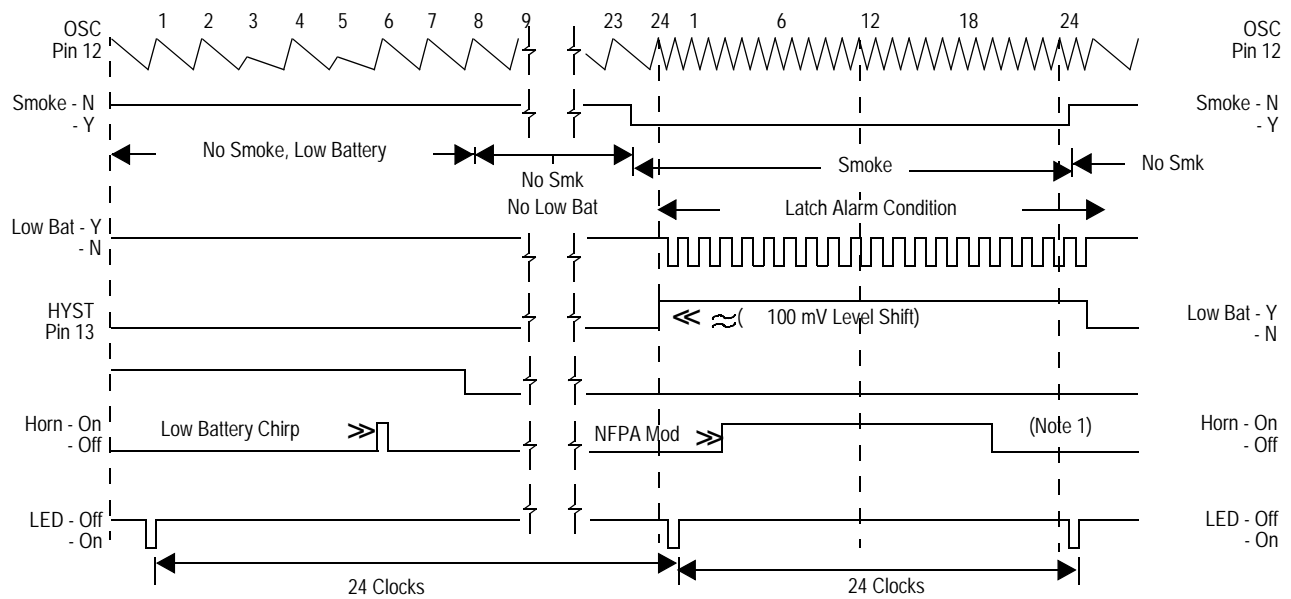 OSC
Pin 12
1 2 3 4 5 6 7 8 9 23 24 1 6 12 18 24
OSC
Pin 12
Smoke - N
- Y
Smoke - N
- Y
No Smoke, Low Battery
No Smk
No Low Bat
Smoke
No Smk
Latch Alarm Condition
Low Bat - Y
- N
HYST
Pin 13
≪ ≈( 100 mV Level Shift)
Low Bat - Y
- N
Horn - On
- Off
Low Battery Chirp ≫
NFPA Mod ≫
(Note 1)
Horn - On
- Off
LED - Off
- On
LED - Off
- On
24 Clocks
24 Clocks